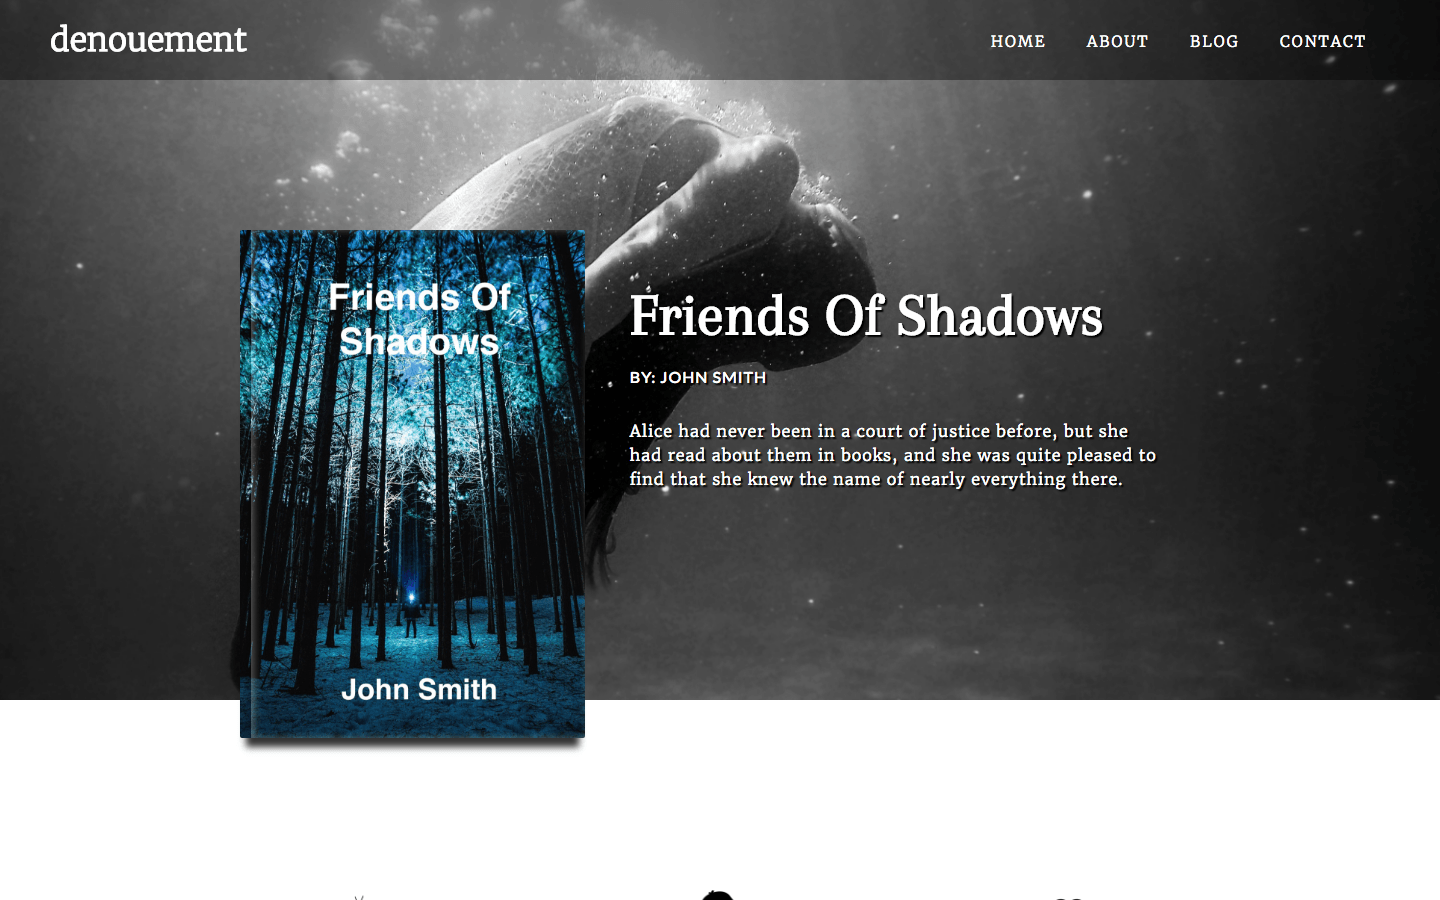 denouement
HOME ABOUT BLOG CONTACT
Friends Of
Shadows
John Smith
Friends Of Shadows
BY: JOHN SMITH
Alice had never been in a court of justice before, but she
had read about them in books, and she was quite pleased to
find that she knew the name of nearly everything there.